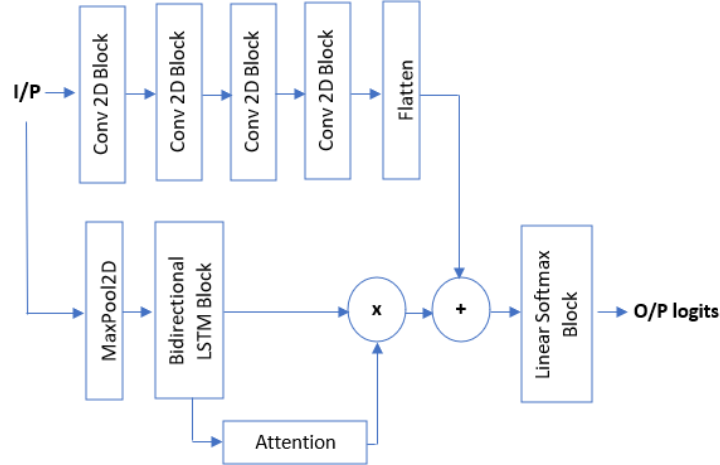 I/P
Conv 2D Block
Conv 2D Block
Conv 2D Block
Conv 2D Block
Flatten
MaxPool2D
Bidirectional
LSTM Block
x
+
Linear Softmax
Block
O/P logits
Attention